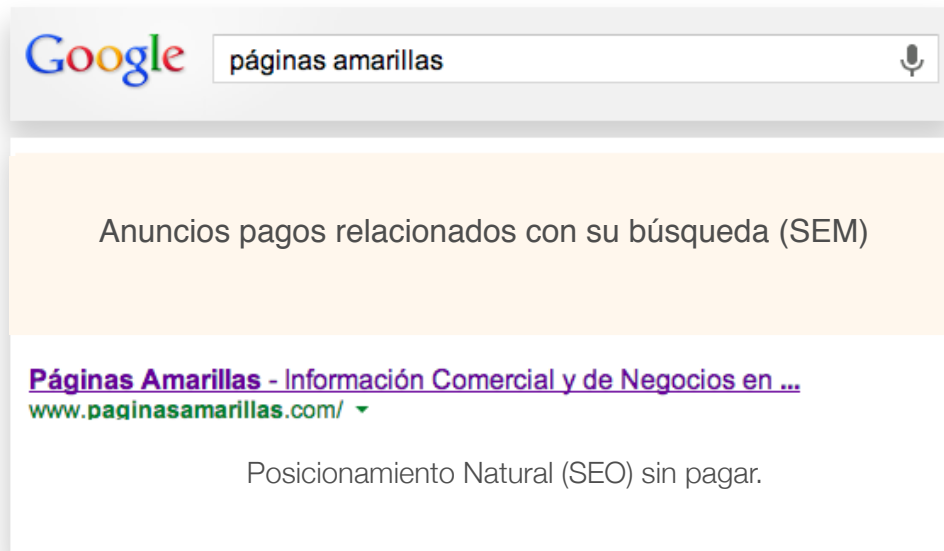 Google
páginas amarillas
Anuncios pagos relacionados con su búsqueda (SEM)
Páginas Amarillas - Información Comercial y de Negocios en ...
www.paginasamarillas.com/
Posicionamiento Natural (SEO) sin pagar.